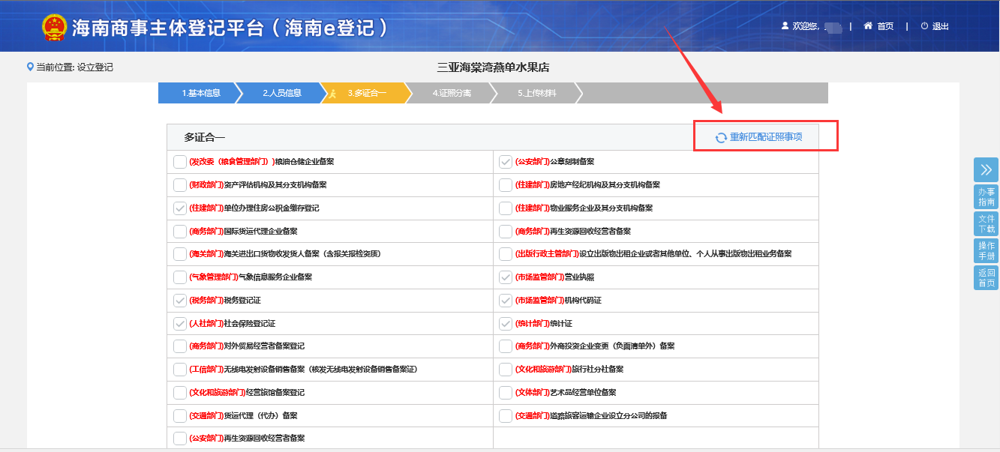 海南商事主体登记平台（海南e登记）
欢迎您,
|
首页
|
退出
当前位置: 设立登记
三亚海棠湾燕单水果店
1.基本信息
2.人员信息
3.多证合一
4.证照分离
5.上传材料
多证合一
重新匹配证照事项
(发改委（粮食管理部门）)粮油仓储企业备案
(公安部门)公章刻制备案
(财政部门)资产评估机构及其分支机构备案
(住建部门)房地产经纪机构及其分支机构备案
(住建部门)单位办理住房公积金缴存登记
(住建部门)物业服务企业及其分支机构备案
(商务部门)国际货运代理企业备案
(商务部门)再生资源回收经营者备案
(海关部门)海关进出口货物收发货人备案（含报关报检资质）
(出版行政主管部门)设立出版物出租企业或者其他单位、个人从事出版物出租业务备案
(气象管理部门)气象信息服务企业备案
(市场监管部门)营业执照
(税务部门)税务登记证
(市场监管部门)机构代码证
(人社部门)社会保险登记证
(统计部门)统计证
(商务部门)对外贸易经营者备案登记
(商务部门)外商投资企业变更（负面清单外）备案
(工信部门)无线电发射设备销售备案（核发无线电发射设备销售备案证）
(文化和旅游部门)旅行社分社备案
(文化和旅游部门)经营旅馆备案登记
(文体部门)艺术品经营单位备案
(交通部门)货运代理（代办）备案
(交通部门)道路旅客运输企业设立分公司的报备
(公安部门)再生资源回收经营者备案
办事
指南
文件
下载
操作
手册
返回
首页